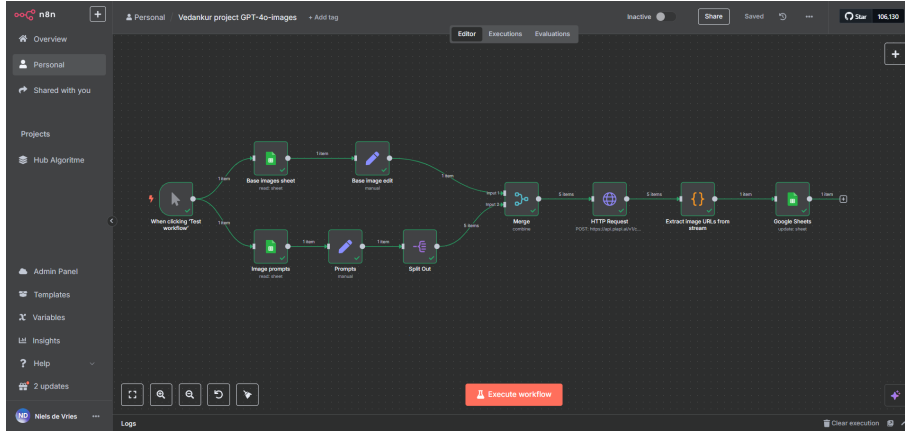 n8n
Personal / Vedankur project GPT-4o-images + Add tag
Inactive
Share
Saved
Star 106,130
Editor Executions Evaluations
Overview
Personal
Shared with you
Projects
Hub Algoritme
Admin Panel
Templates
Variables
Insights
Help
2 updates
ND Niels de Vries
When clicking 'Test
workflow'
1 item
1 item
Base images sheet
read: sheet
1 item
Base image edit
manual
1 item
Image prompts
read: sheet
1 item
Prompts
manual
1 item
Split Out
5 items
Input 1
Input 2
Merge
combine
5 items
HTTP Request
5 items
Extract Image URLs from
stream
1 item
Google Sheets
update: sheet
1 item
Execute workflow
Logs
Clear execution